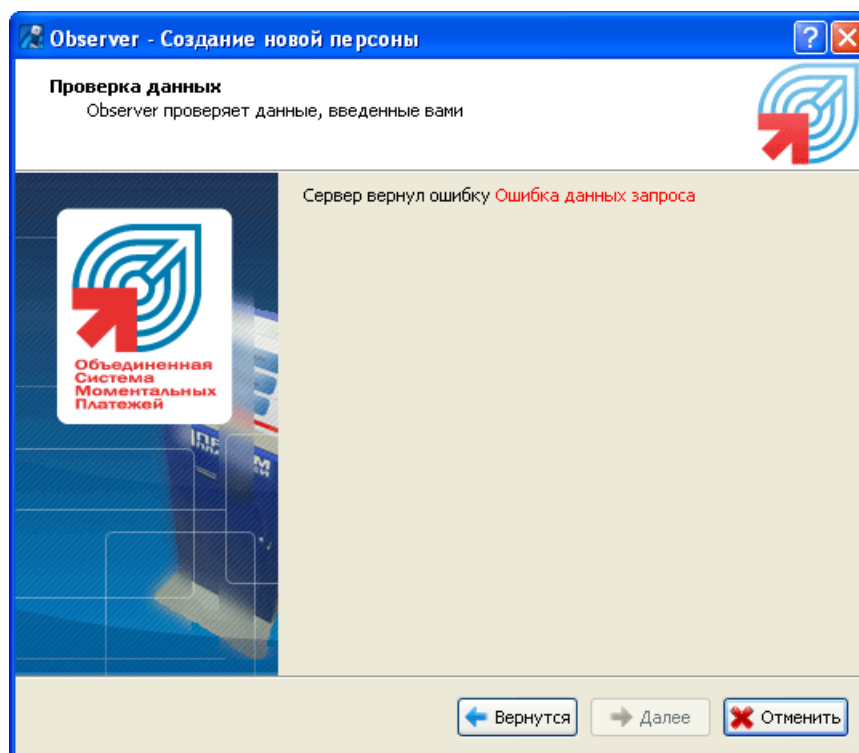 Observer - Создание новой персоны
Проверка данных
Observer проверяет данные, введенные вами
Сервер вернул ошибку Ошибка данных запроса
Объединенная
Система
Моментальных
Платежей
Вернутся
Далее
Отменить